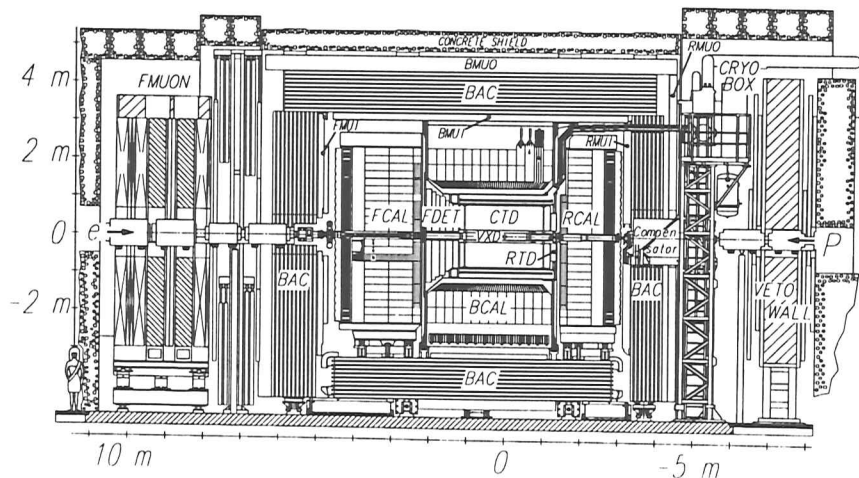 CONCRETE SHIELD
RMUO
4 m
FMUON
BMUO
CRYO
BOX
BAC
FMUI
BMUI
RMUI
2 m
0
e
FCAL
FDET
CTD
RCAL
Compen
sator
P
VXD
RTD
BAC
BAC
VETO
WALL
-2 m
BCAL
BAC
10 m
0
-5 m